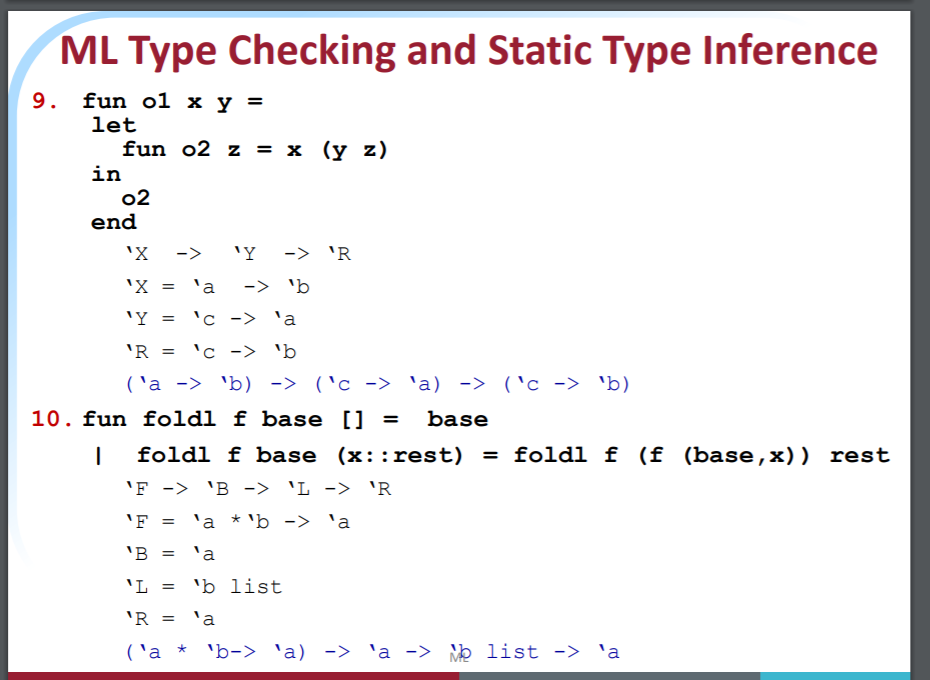 ML Type Checking and Static Type Inference
9. fun o1 x y =
let
fun o2 z = x (y z)
in
o2
end
‵X -> ‵Y -> ‵R
‵X = ‵a -> ‵b
‵Y = ‵c -> ‵a
‵R = ‵c -> ‵b
(‵a -> ‵b) -> (‵c -> ‵a) -> (‵c -> ‵b)
10. fun foldl f base [] = base
| foldl f base (x::rest) = foldl f (f (base,x)) rest
‵F -> ‵B -> ‵L -> ‵R
‵F = ‵a *‵b -> ‵a
‵B = ‵a
‵L = ‵b list
‵R = ‵a
(‵a * ‵b-> ‵a) -> ‵a -> ‵b list -> ‵a
ML